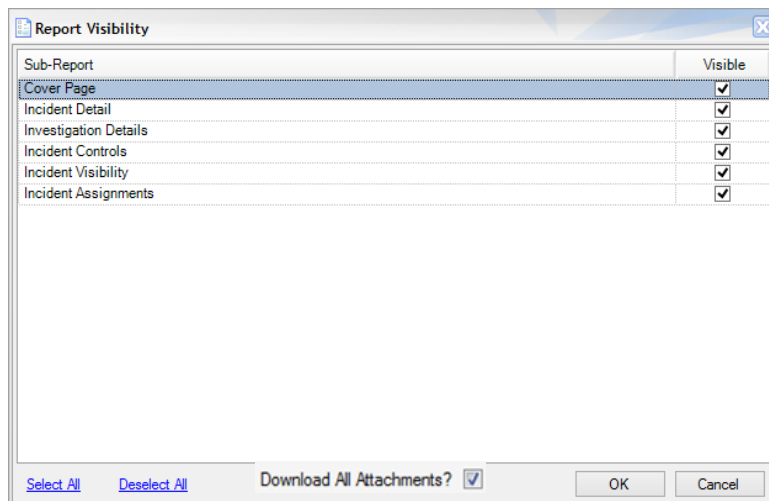 Report Visibility
Sub-Report Visible
Cover Page
Incident Detail
Investigation Details
Incident Controls
Incident Visibility
Incident Assignments
Select All Deselect All Download All Attachments? OK Cancel